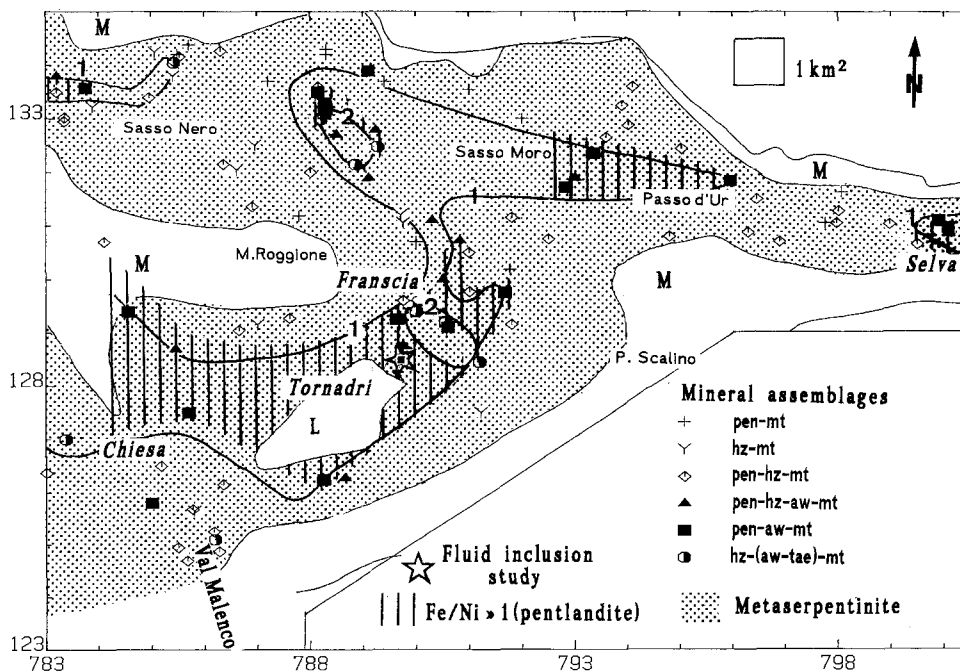 M
1 km²
N
1
133
2
Sasso Nero
Sasso Moro
M
1
Passo d'Ur
1
M. Roggione
Selva
M
Franscia
M
2
1
P. Scalino
128
Tornadri
Mineral assemblages
L
pen-mt
Chiesa
hz-mt
pen-hz-mt
pen-hz-aw-mt
pen-aw-mt
hz-(aw-tae)-mt
Val Malenco
Fluid inclusion
study
Fe/Ni » 1 (pentlandite)
Metaserpentinite
123
783
788
793
798